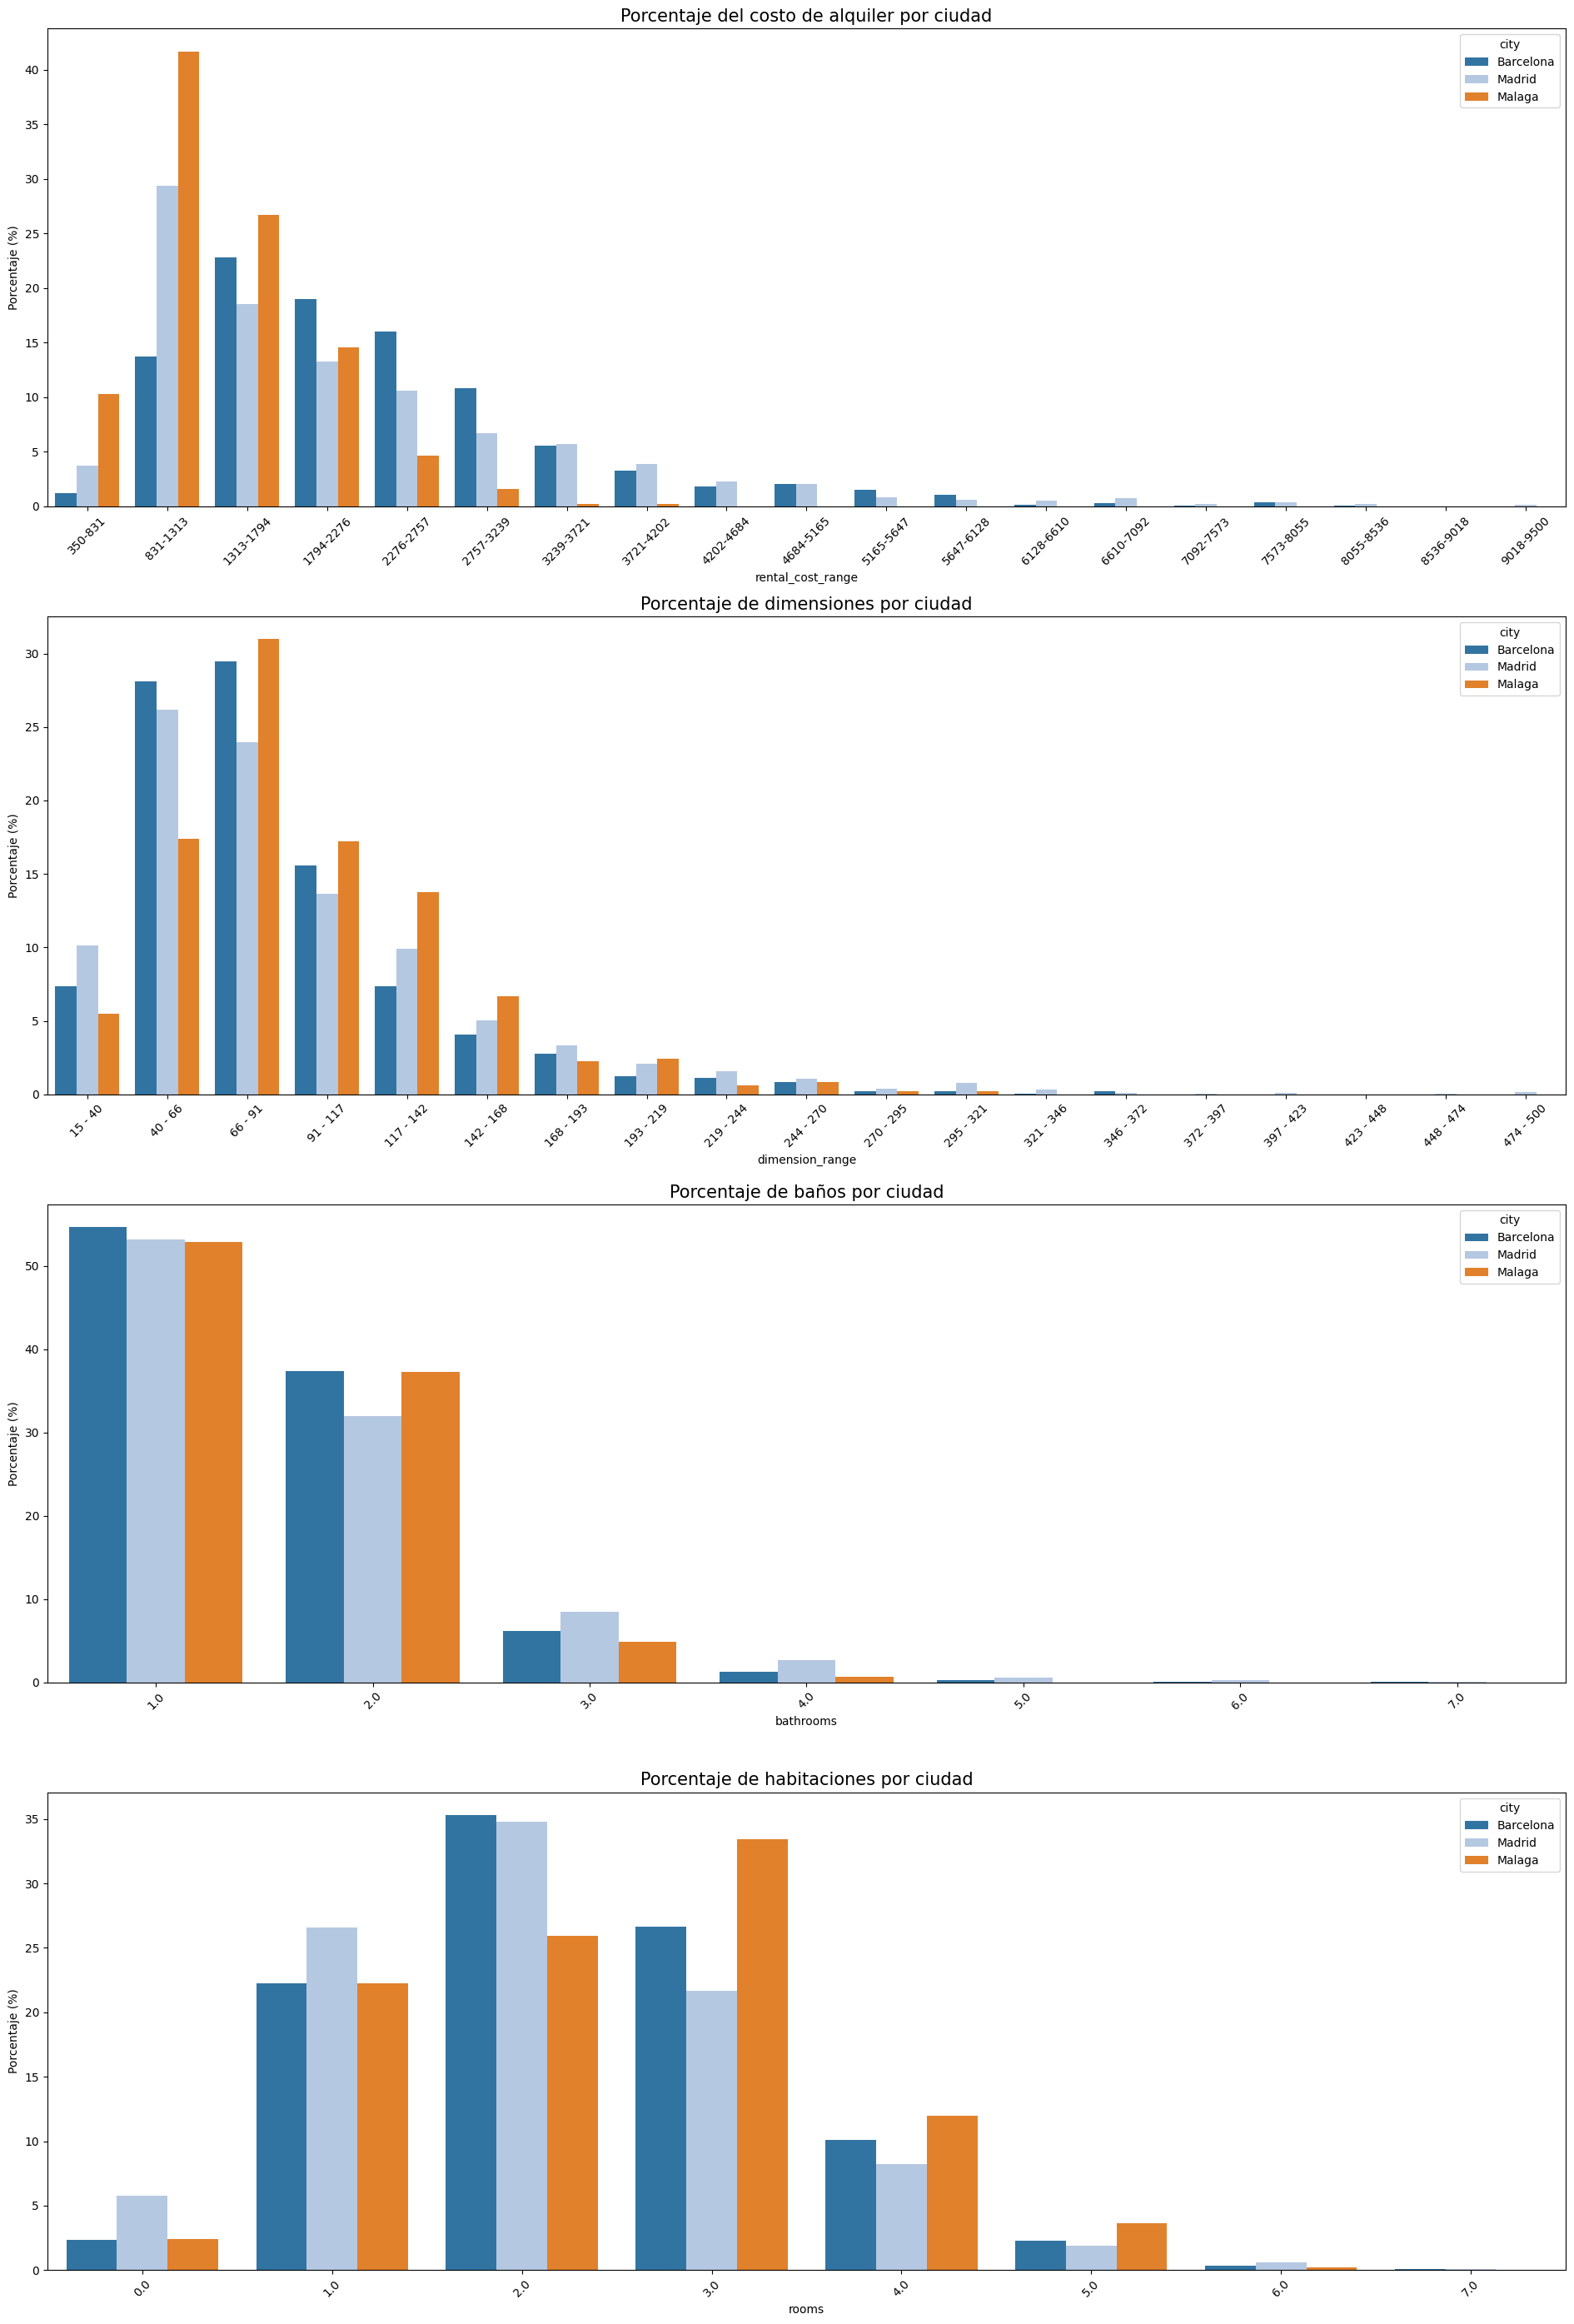 Porcentaje del costo de alquiler por ciudad
city
Barcelona
Madrid
Malaga
Porcentaje (%)
40
35
30
25
20
15
10
5
0
350-831
831-1313
1313-1794
1794-2276
2276-2757
2757-3239
3239-3721
3721-4202
4202-4684
4684-5165
5165-5647
5647-6128
6128-6610
6610-7092
7092-7573
7573-8055
8055-8536
8536-9018
9018-9500
rental_cost_range
Porcentaje de dimensiones por ciudad
city
Barcelona
Madrid
Malaga
Porcentaje (%)
30
25
20
15
10
5
0
15 - 40
40 - 66
66 - 91
91 - 117
117 - 142
142 - 168
168 - 193
193 - 219
219 - 244
244 - 270
270 - 295
295 - 321
321 - 346
346 - 372
372 - 397
397 - 423
423 - 448
448 - 474
474 - 500
dimension_range
Porcentaje de baños por ciudad
city
Barcelona
Madrid
Malaga
Porcentaje (%)
50
40
30
20
10
0
1.0
2.0
3.0
4.0
5.0
6.0
7.0
bathrooms
Porcentaje de habitaciones por ciudad
city
Barcelona
Madrid
Malaga
Porcentaje (%)
35
30
25
20
15
10
5
0
0.0
1.0
2.0
3.0
4.0
5.0
6.0
7.0
rooms